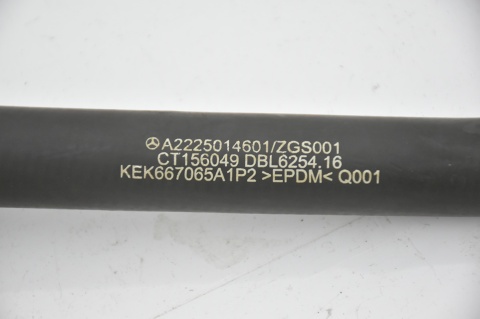 A2225014601/ZGS001
CT156049 DBL6254.16
KEK667065A1P2 >EPDM< Q001